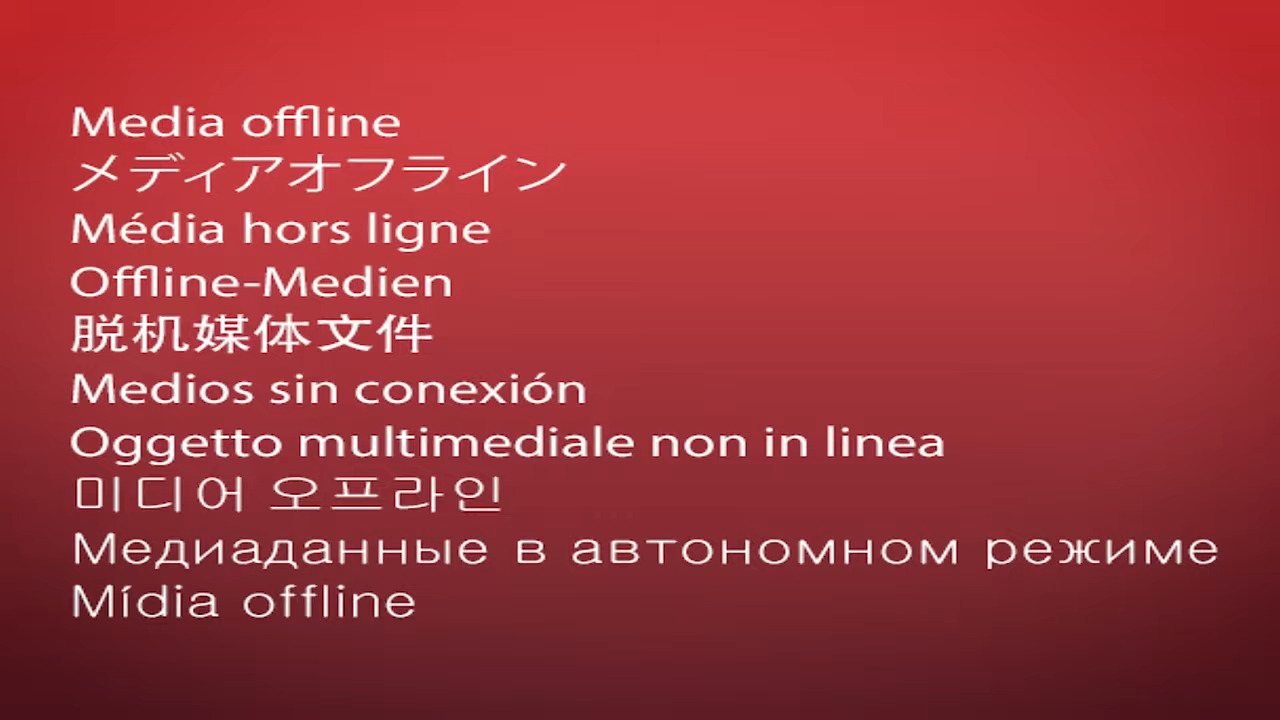 Media offline
メディアオフライン
Média hors ligne
Offline-Medien
脱机媒体文件
Medios sin conexión
Oggetto multimediale non in linea
미디어 오프라인
Медиаданные в автономном режиме
Mídia offline